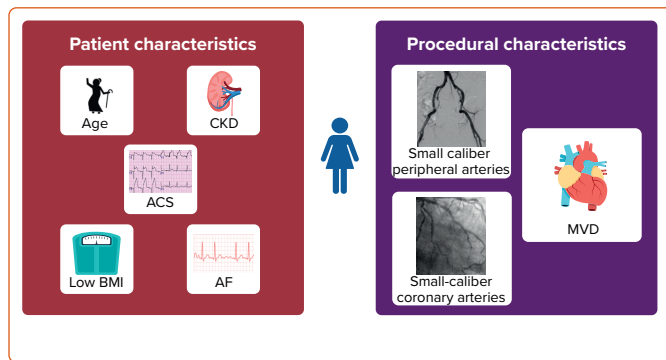 Patient characteristics
Age
CKD
ACS
Low BMI
AF
Procedural characteristics
Small caliber
peripheral arteries
Small-caliber
coronary arteries
MVD